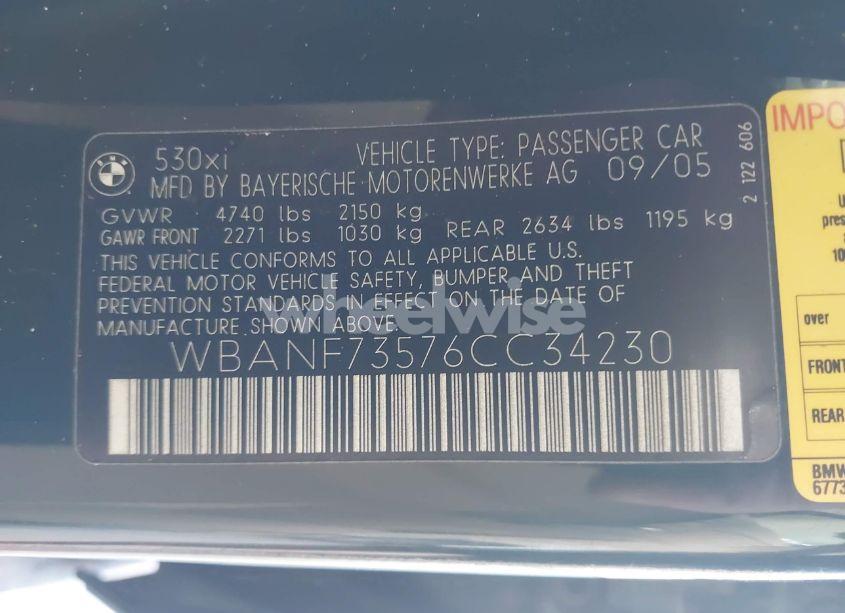 BMW
530xi VEHICLE TYPE: PASSENGER CAR
MFD BY BAYERISCHE MOTORENWERKE AG 09/05
GVWR 4740 lbs 2150 kg
GAWR FRONT 2271 lbs 1030 kg REAR 2634 lbs 1195 kg
THIS VEHICLE CONFORMS TO ALL APPLICABLE U.S.
FEDERAL MOTOR VEHICLE SAFETY, BUMPER AND THEFT
PREVENTION STANDARDS IN EFFECT ON THE DATE OF
MANUFACTURE SHOWN ABOVE.
WBANF73576CC34230
2 122 606
wheelwise
IMPO
over
FRONT
REAR
BMW
6773